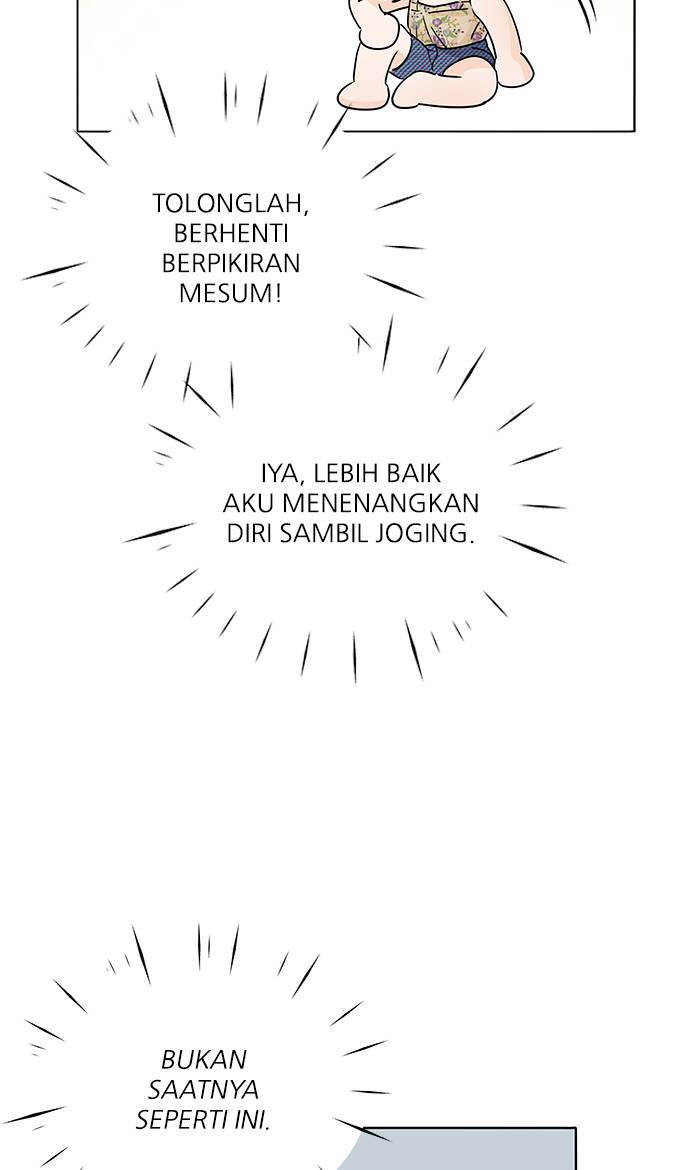 TOLONGLAH,
BERHENTI
BERPIKIRAN
MESUM!
IYA, LEBIH BAIK
AKU MENENANGKAN
DIRI SAMBIL JOGING.
BUKAN
SAATNYA
SEPERTI INI.